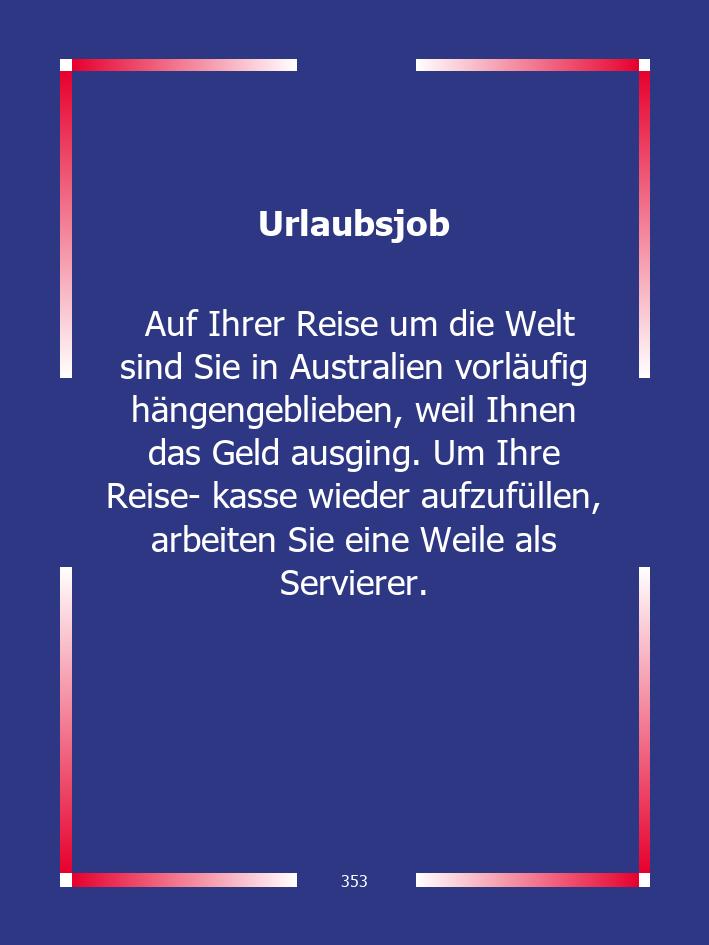 Urlaubsjob
Auf Ihrer Reise um die Welt
sind Sie in Australien vorläufig
hängengeblieben, weil Ihnen
das Geld ausging. Um Ihre
Reise- kasse wieder aufzufüllen,
arbeiten Sie eine Weile als
Servierer.
353